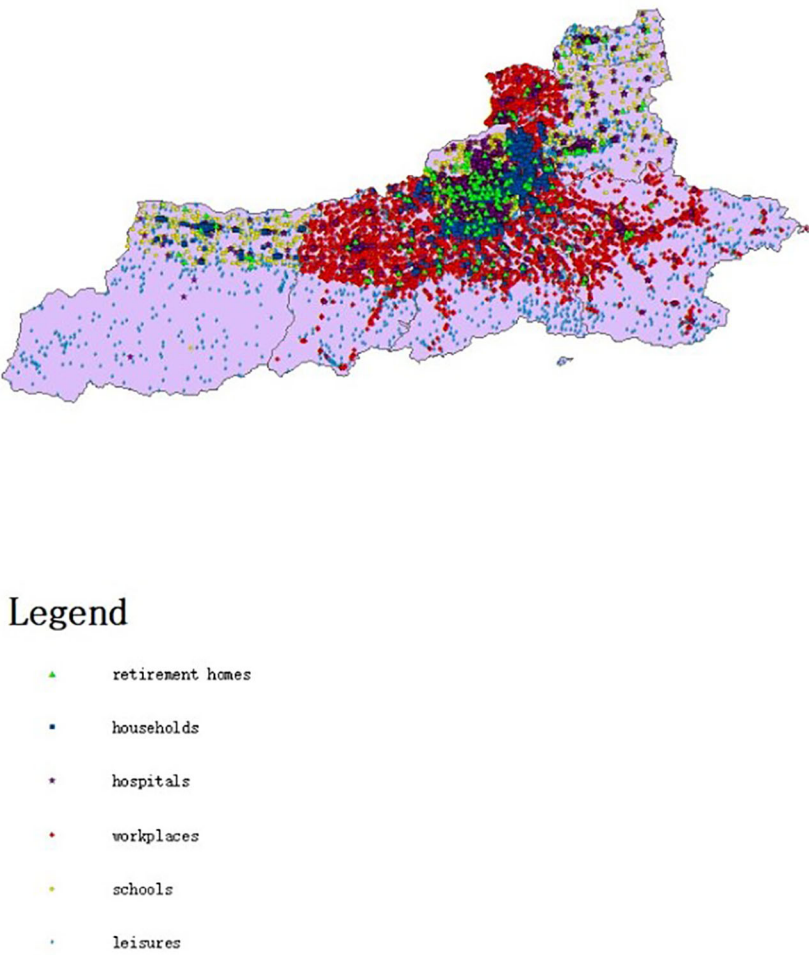 Legend
retirement homes
households
hospitals
workplaces
schools
leisures